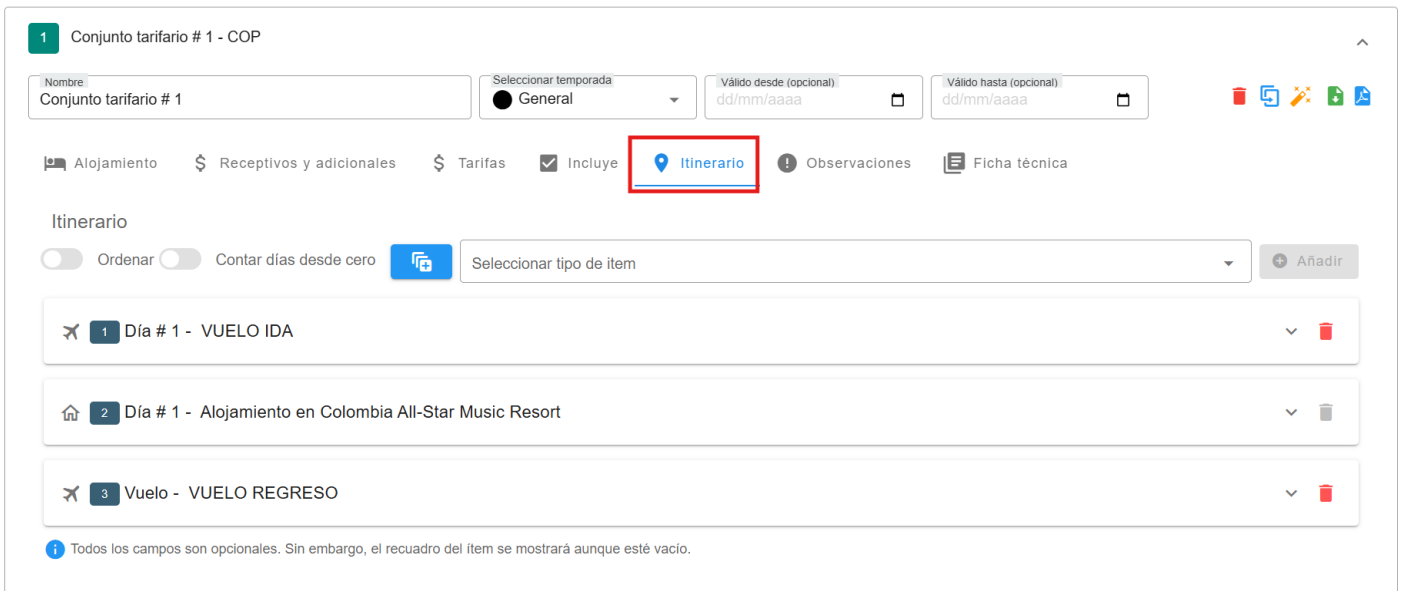 1 Conjunto tarifario # 1 - COP
Nombre
Conjunto tarifario # 1
Seleccionar temporada
General
Válido desde (opcional)
dd/mm/aaaa
Válido hasta (opcional)
dd/mm/aaaa
Alojamiento
$ Receptivos y adicionales
$ Tarifas
Incluye
Itinerario
Observaciones
Ficha técnica
Itinerario
Ordenar
Contar días desde cero
Seleccionar tipo de item
Añadir
1 Día # 1 - VUELO IDA
2 Día # 1 - Alojamiento en Colombia All-Star Music Resort
3 Vuelo - VUELO REGRESO
Todos los campos son opcionales. Sin embargo, el recuadro del ítem se mostrará aunque esté vacío.